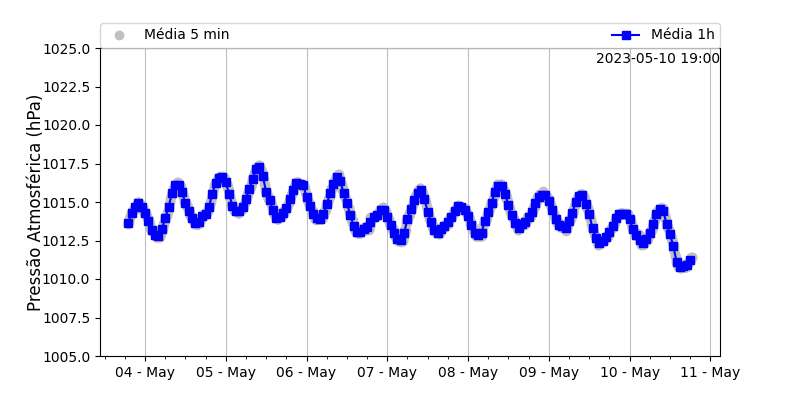 Média 5 min
Média 1h
2023-05-10 19:00
Pressão Atmosférica (hPa)
1025.0
1022.5
1020.0
1017.5
1015.0
1012.5
1010.0
1007.5
1005.0
04 - May
05 - May
06 - May
07 - May
08 - May
09 - May
10 - May
11 - May